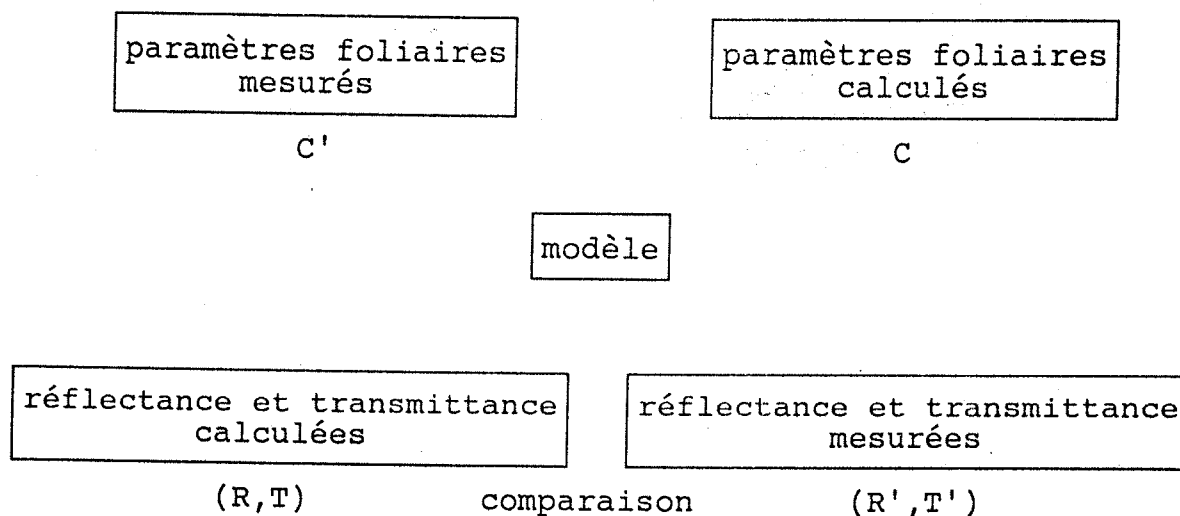 paramètres foliaires
mesurés
C'
paramètres foliaires
calculés
C
modèle
réflectance et transmittance
calculées
(R,T)
comparaison
réflectance et transmittance
mesurées
(R',T')